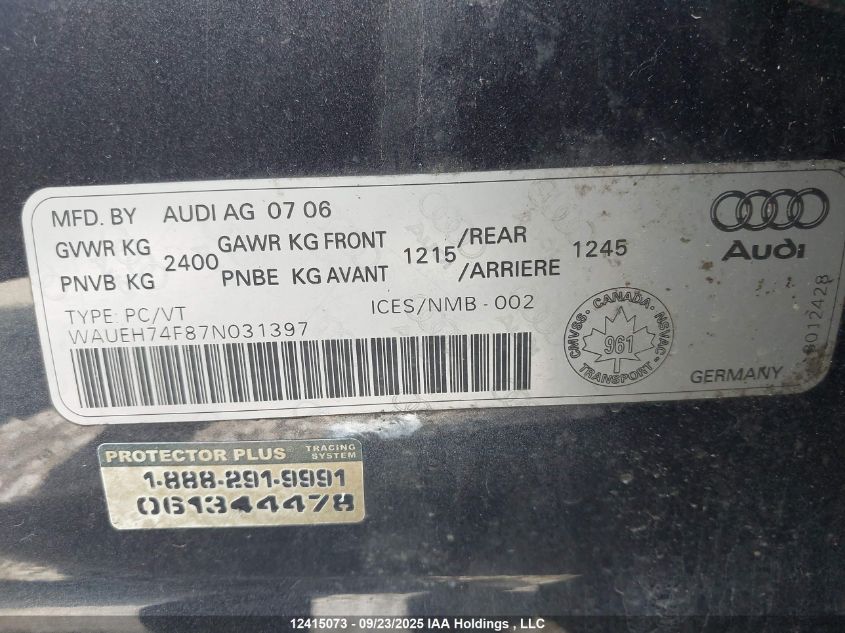 MFD. BY AUDI AG 07 06
GVWR KG 2400 GAWR KG FRONT 1215 /REAR 1245
PNVB KG PNBE KG AVANT /ARRIERE
TYPE: PC/VT ICES/NMB - 002
WAUEH74F87N031397
Audi
CMVSS. CANADA. NSVAC.
961
TRANSPORT
GERMANY
8012428
PROTECTOR PLUS TRACING SYSTEM
1-888-291-9991
061344478
12415073 - 09/23/2025 IAA Holdings , LLC